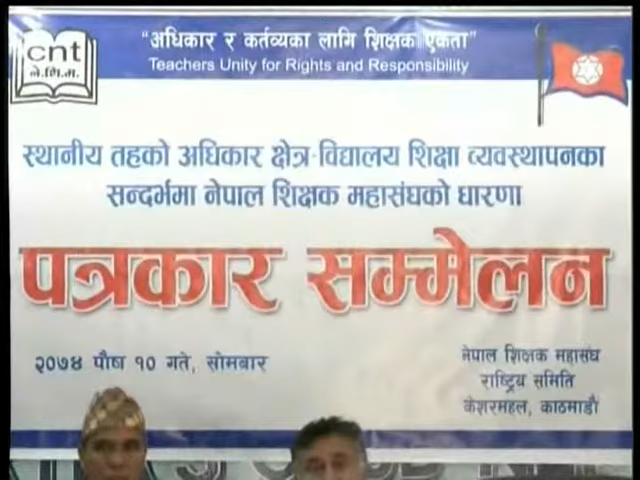 cnt
ने.शि.म.
“अधिकार र कर्तव्यका लागि शिक्षक एकता”
Teachers Unity for Rights and Responsibility
स्थानीय तहको अधिकार क्षेत्र-विद्यालय शिक्षा व्यवस्थापनका
सन्दर्भमा नेपाल शिक्षक महासंघको धारणा
पत्रकार सम्मेलन
२०७४ पौष १० गते, सोमबार
नेपाल शिक्षक महासंघ
राष्ट्रिय समिति
केशरमहल, काठमाडौं